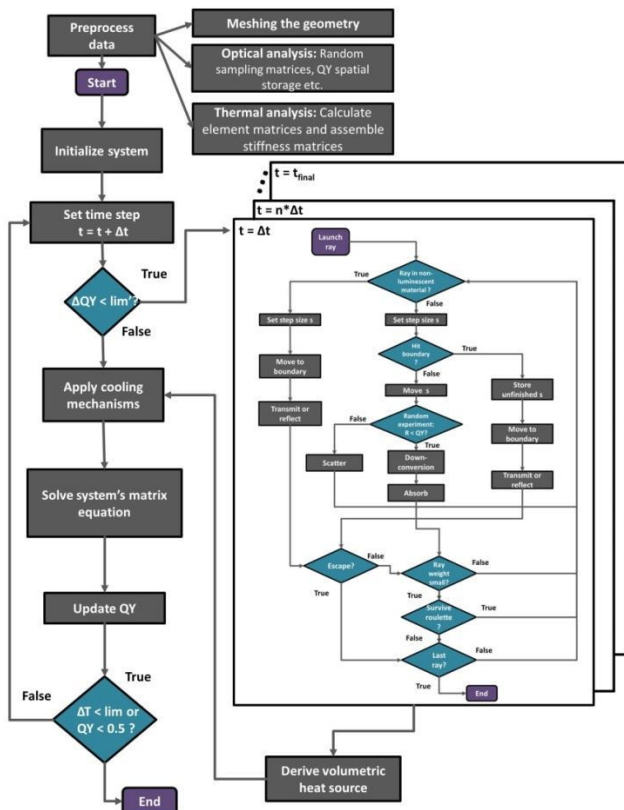 Preprocess
data
Meshing the geometry
Optical analysis: Random
sampling matrices, QY spatial
storage etc.
Thermal analysis: Calculate
element matrices and assemble
stiffness matrices
Start
Initialize system
Set time step
t = t + Δt
True
ΔQY < lim'?
False
Apply cooling
mechanisms
Solve system's matrix
equation
Update QY
False
True
ΔT < lim or
QY < 0.5 ?
End
t = tfinal
t = n*Δt
t = Δt
Launch
ray
True
Ray in non-
luminescent
material ?
False
Set step size s
Set step size s
Hit
boundary
?
True
False
Move to
boundary
Move s
Store
unfinished s
Transmit or
reflect
False
Random
experiment:
R < QY?
True
Move to
boundary
Scatter
Down-
conversion
Absorb
Transmit or
reflect
Escape?
False
True
Ray
weight
small?
False
True
Survive
roulette
?
True
False
Last
ray?
False
True
End
Derive volumetric
heat source